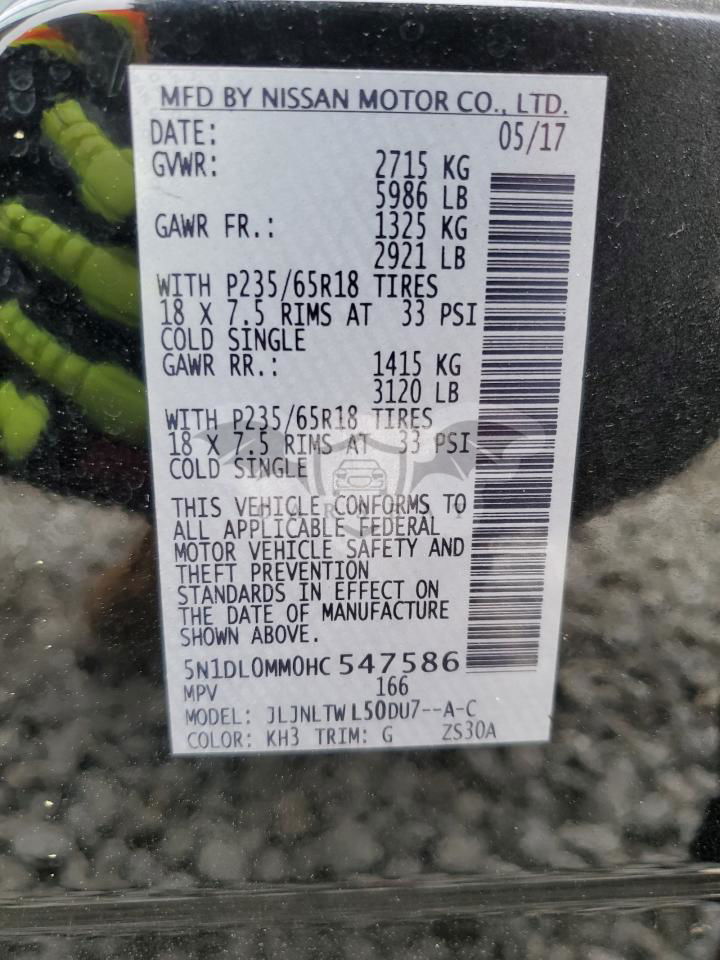 MFD BY NISSAN MOTOR CO., LTD.
DATE: 05/17
GVWR: 2715 KG
5986 LB
GAWR FR.: 1325 KG
2921 LB
WITH P235/65R18 TIRES
18 X 7.5 RIMS AT 33 PSI
COLD SINGLE
GAWR RR.: 1415 KG
3120 LB
WITH P235/65R18 TIRES
18 X 7.5 RIMS AT 33 PSI
COLD SINGLE
THIS VEHICLE CONFORMS TO
ALL APPLICABLE FEDERAL
MOTOR VEHICLE SAFETY AND
THEFT PREVENTION
STANDARDS IN EFFECT ON
THE DATE OF MANUFACTURE
SHOWN ABOVE.
5N1DL0MM0HC 547586
MPV 166
MODEL: JLJNLTW L50DU7--A-C
COLOR: KH3 TRIM: G ZS30A